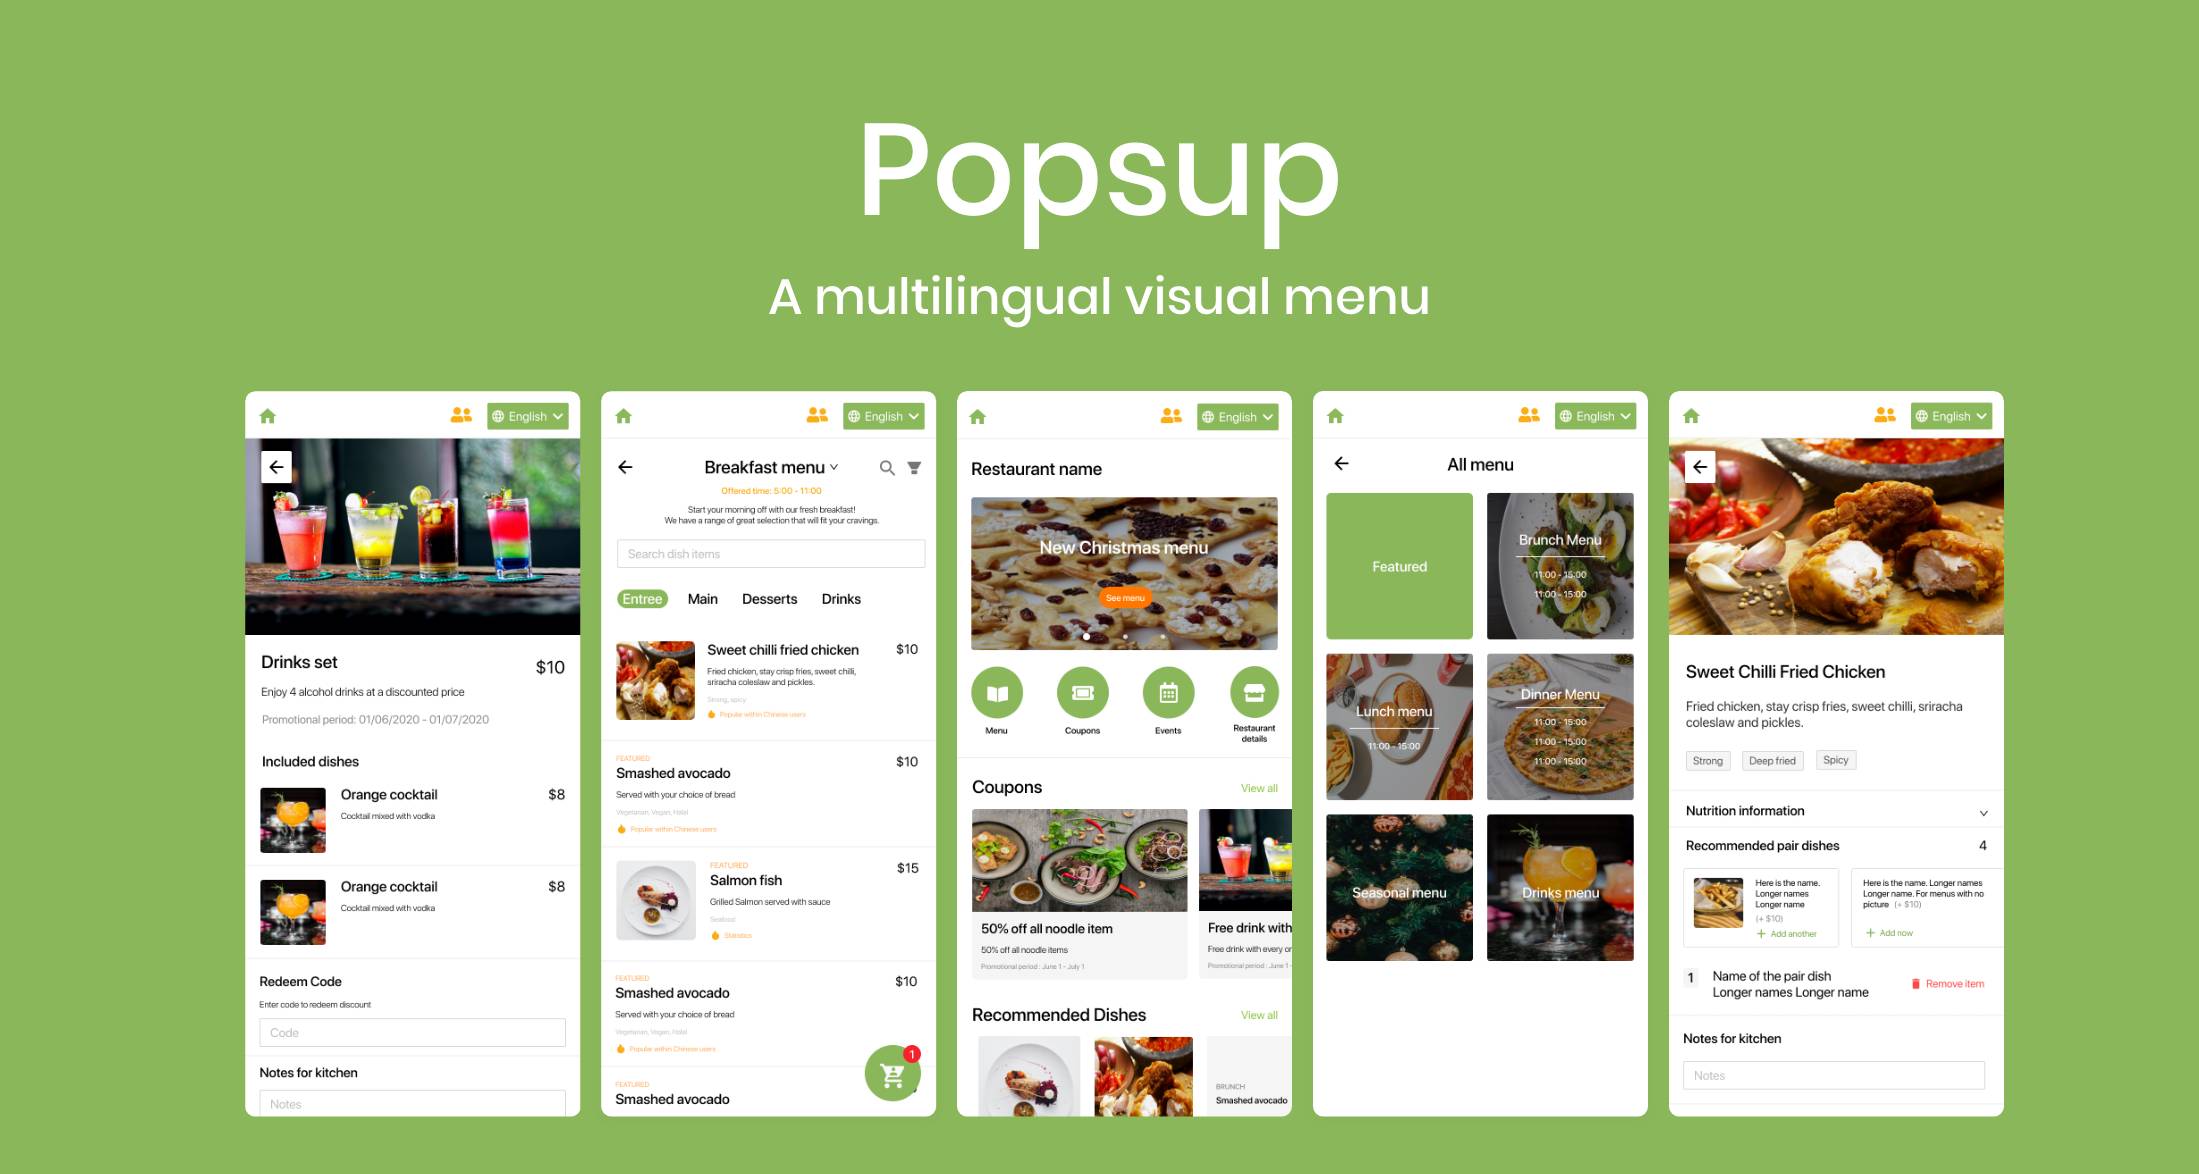 Popsup
A multilingual visual menu
English
Drinks set
$10
Enjoy 4 alcohol drinks at a discounted price
Promotional period: 01/06/2020 - 01/07/2020
Included dishes
Orange cocktail
$8
Cocktail mixed with vodka
Orange cocktail
$8
Cocktail mixed with vodka
Redeem Code
Enter code to redeem discount
Code
Notes for kitchen
Notes
English
Breakfast menu
Offered time: 5:00 - 11:00
Start your morning off with our fresh breakfast!
We have a range of great selection that will fit your cravings.
Search dish items
Entree Main Desserts Drinks
Sweet chilli fried chicken
$10
Fried chicken, stay crisp fries, sweet chilli,
sriracha coleslaw and pickles.
Strong, spicy
Popular within Chinese users
FEATURED
Smashed avocado
$10
Served with your choice of bread
Vegetarian, Vegan, Halal
Popular within Chinese users
FEATURED
Salmon fish
$15
Grilled Salmon served with sauce
Seafood
Statistics
FEATURED
Smashed avocado
$10
Served with your choice of bread
Vegetarian, Vegan, Halal
Popular within Chinese users
1
FEATURED
Smashed avocado
English
Restaurant name
New Christmas menu
See menu
Menu
Coupons
Events
Restaurant
details
Coupons
View all
50% off all noodle item
50% off all noodle items
Promotional period : June 1 - July 1
Free drink with
Free drink with every or
Promotional period : June 1 -
Recommended Dishes
View all
BRUNCH
Smashed avocado
English
All menu
Featured
Brunch Menu
11:00 - 15:00
11:00 - 15:00
Lunch menu
11:00 - 15:00
Dinner Menu
11:00 - 15:00
11:00 - 15:00
11:00 - 15:00
Seasonal menu
Drinks menu
English
Sweet Chilli Fried Chicken
Fried chicken, stay crisp fries, sweet chilli, sriracha
coleslaw and pickles.
Strong Deep fried Spicy
Nutrition information
Recommended pair dishes
4
Here is the name.
Longer names
Longer name
(+ $10)
+ Add another
Here is the name. Longer names
Longer name. For menus with no
picture (+ $10)
+ Add now
1
Name of the pair dish
Longer names Longer name
Remove item
Notes for kitchen
Notes